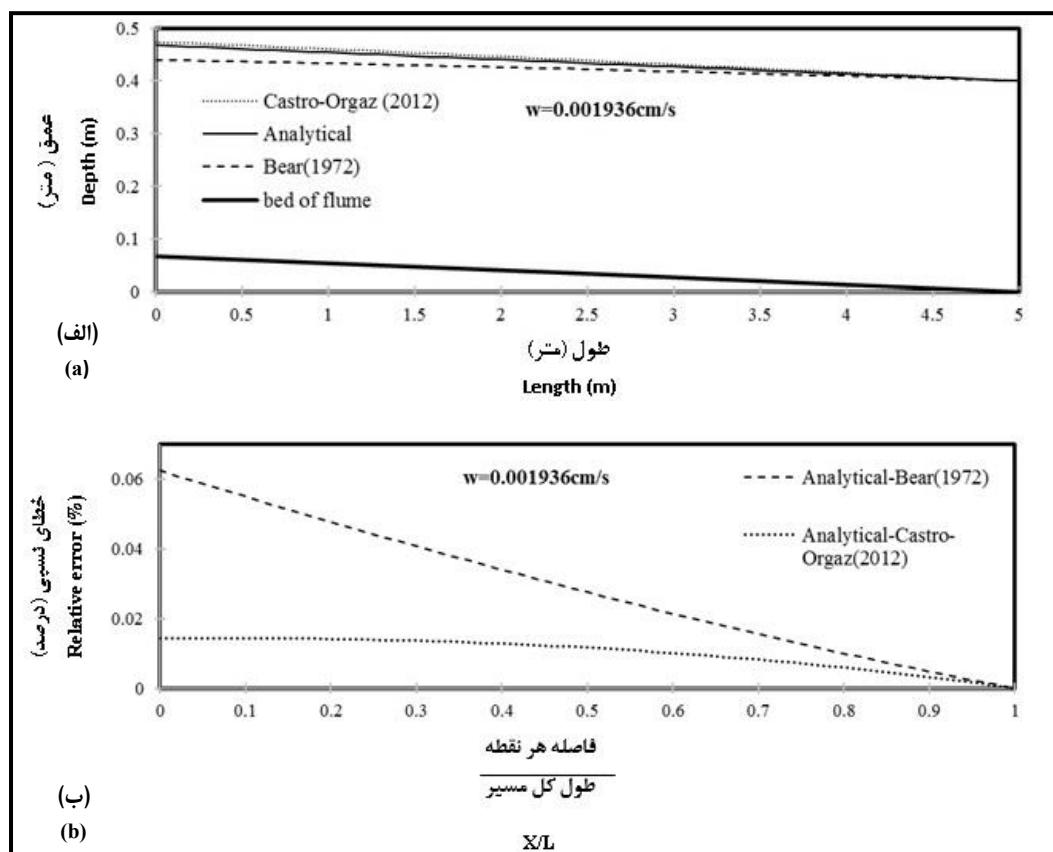 0.5
0.4
0.3
0.2
0.1
0
عمق (متر)
Depth (m)
Castro-Orgaz (2012)
Analytical
Bear(1972)
bed of flume
w=0.001936cm/s
0 0.5 1 1.5 2 2.5 3 3.5 4 4.5 5
(الف)
(a)
طول (متر)
Length (m)
0.06
0.04
0.02
0
خطای نسبی (درصد)
Relative error (%)
w=0.001936cm/s
Analytical-Bear(1972)
Analytical-Castro-
Orgaz(2012)
0 0.1 0.2 0.3 0.4 0.5 0.6 0.7 0.8 0.9 1
فاصله هر نقطه
طول کل مسیر
(ب)
(b)
X/L